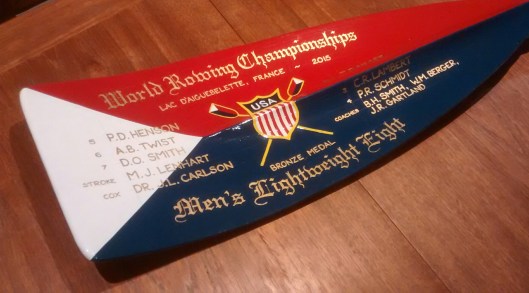 World Rowing Championships
LAC D'AIGUEBELETTE, FRANCE ~ 2015
5 P.D. HENSON
6 A.B. TWIST
7 D.O. SMITH
STROKE M.J. LENHART
COX DR. J.L. CARLSON
USA
C.R. LAMBERT
4 P.R. SCHMIDT
COACHES B.H. SMITH, W.M. BERGER,
J.R. GARTLAND
BRONZE MEDAL
Men's Lightweight Eight